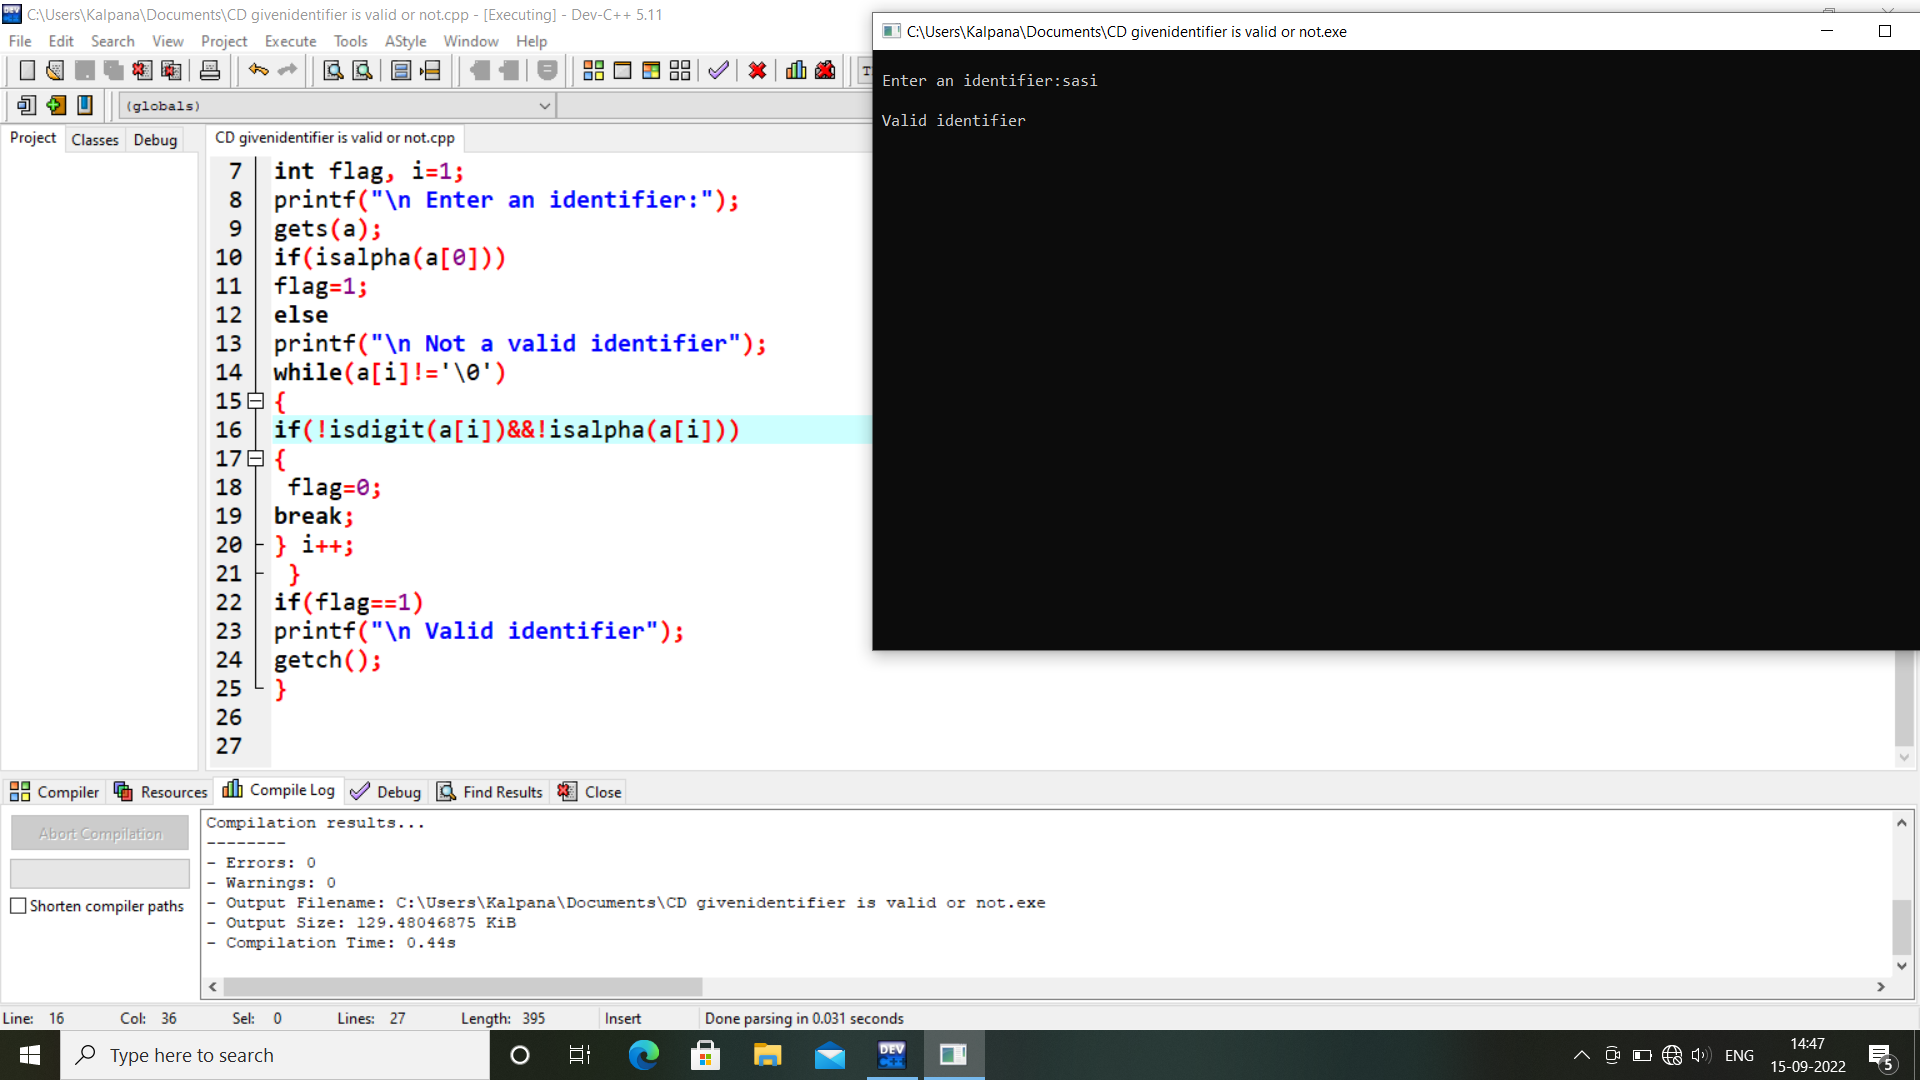 C:\Users\Kalpana\Documents\CD givenidentifier is valid or not.cpp - [Executing] - Dev-C++ 5.11
File Edit Search View Project Execute Tools AStyle Window Help
(globals)
Project Classes Debug
CD givenidentifier is valid or not.cpp
7 int flag, i=1;
8 printf("\n Enter an identifier:");
9 gets(a);
10 if(isalpha(a[0]))
11 flag=1;
12 else
13 printf("\n Not a valid identifier");
14 while(a[i]!='\0')
15 {
16 if(!isdigit(a[i])&&!isalpha(a[i]))
17 {
18 flag=0;
19 break;
20 } i++;
21 }
22 if(flag==1)
23 printf("\n Valid identifier");
24 getch();
25 }
26
27
C:\Users\Kalpana\Documents\CD givenidentifier is valid or not.exe
Enter an identifier:sasi
Valid identifier
Compiler Resources Compile Log Debug Find Results Close
Abort Compilation
Shorten compiler paths
Compilation results...
--------
- Errors: 0
- Warnings: 0
- Output Filename: C:\Users\Kalpana\Documents\CD givenidentifier is valid or not.exe
- Output Size: 129.48046875 KiB
- Compilation Time: 0.44s
Line: 16 Col: 36 Sel: 0 Lines: 27 Length: 395 Insert Done parsing in 0.031 seconds
Type here to search
DEV C++
ENG
14:47
15-09-2022
5